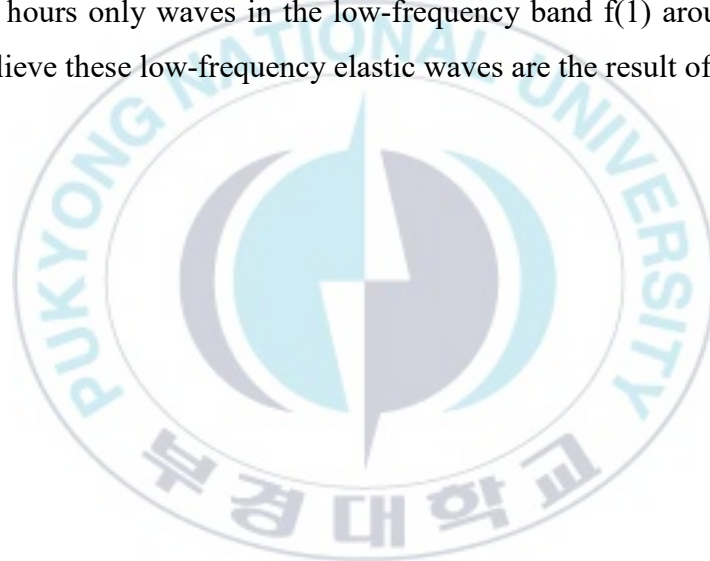 hours only waves in the low-frequency band f(1) arou
lieve these low-frequency elastic waves are the result of
PUKYONG NATIONAL UNIVERSITY
부경대학교